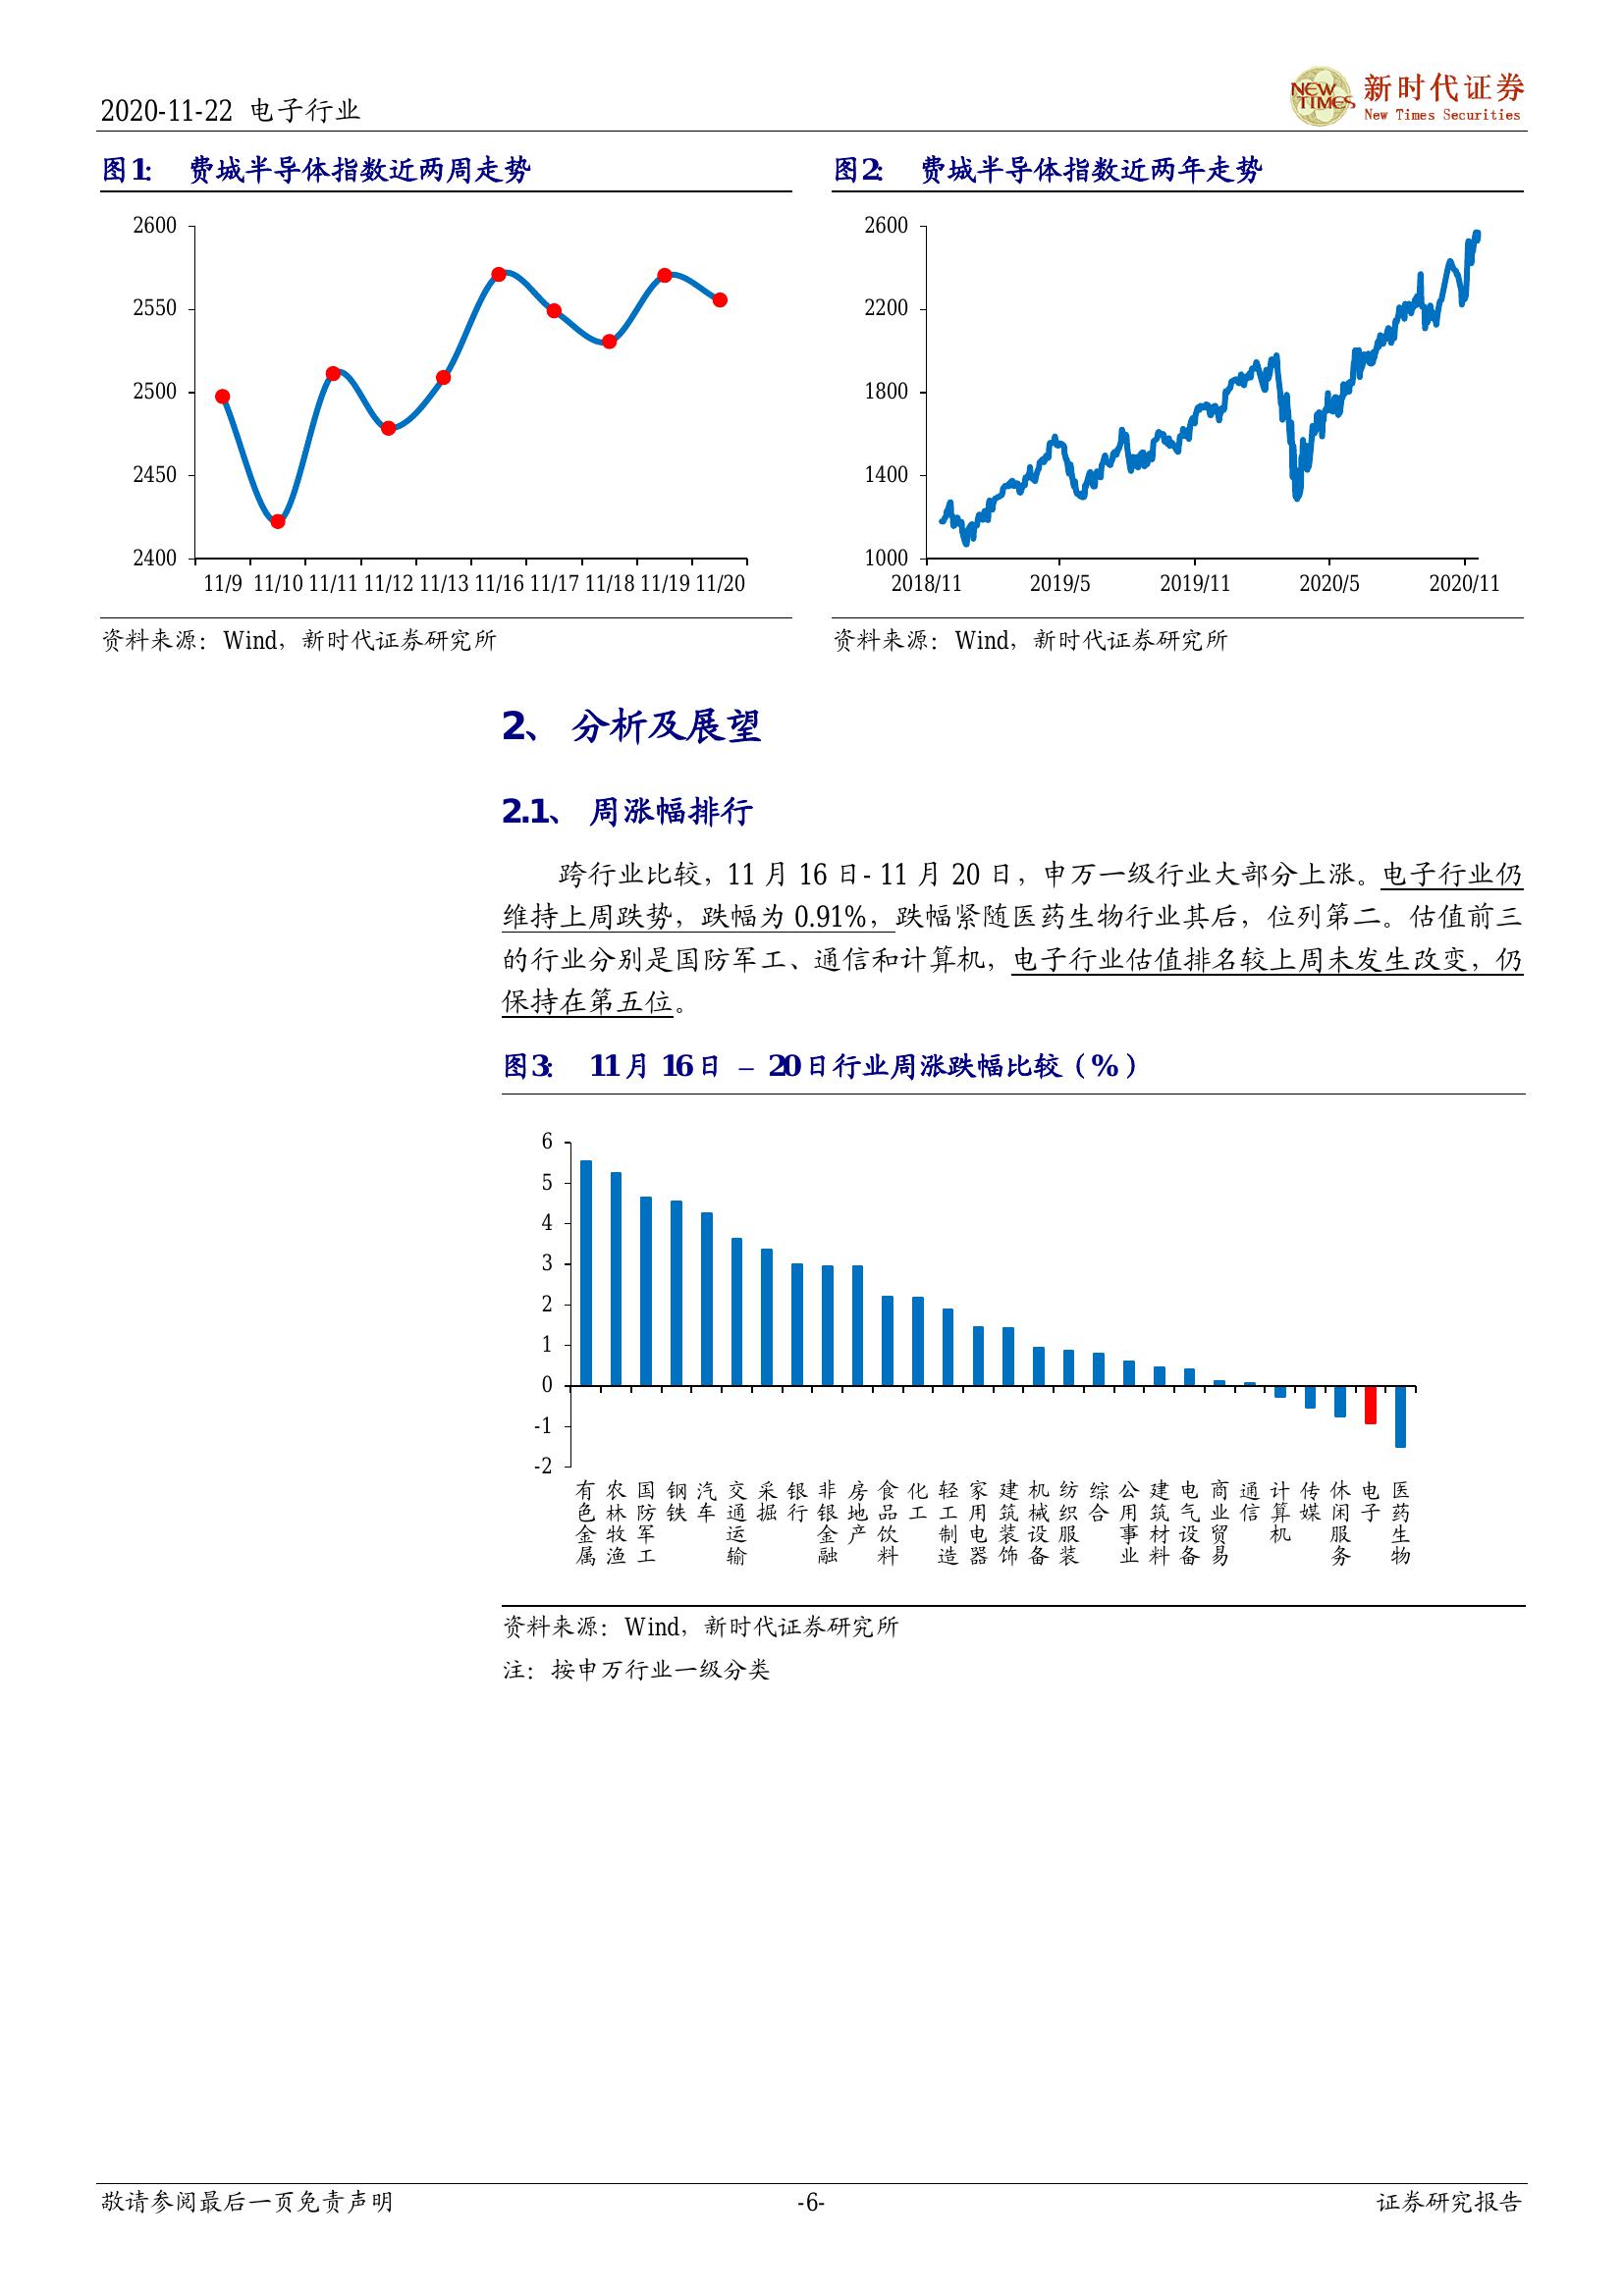 2020-11-22 电子行业
NEW TIMES 新时代证券
New Times Securities
图1: 费城半导体指数近两周走势
2600
2550
2500
2450
2400
11/9 11/10 11/11 11/12 11/13 11/16 11/17 11/18 11/19 11/20
资料来源：Wind，新时代证券研究所
图2: 费城半导体指数近两年走势
2600
2200
1800
1400
1000
2018/11 2019/5 2019/11 2020/5 2020/11
资料来源：Wind，新时代证券研究所
2、 分析及展望
2.1、 周涨幅排行
跨行业比较，11 月 16 日- 11 月 20 日，申万一级行业大部分上涨。电子行业仍
维持上周跌势，跌幅为 0.91%，跌幅紧随医药生物行业其后，位列第二。估值前三
的行业分别是国防军工、通信和计算机，电子行业估值排名较上周未发生改变，仍
保持在第五位。
图3: 11月 16日 – 20日行业周涨跌幅比较（%）
6
5
4
3
2
1
0
-1
-2
有色金属
农林牧渔
国防军工
钢铁
汽车
交通运输
采掘
银行
非银金融
房地产
食品饮料
化工
轻工制造
家用电器
建筑装饰
机械设备
纺织服装
综合
公用事业
建筑材料
电气设备
商业贸易
通信
计算机
传媒
休闲服务
电子
医药生物
资料来源：Wind，新时代证券研究所
注：按申万行业一级分类
敬请参阅最后一页免责声明 -6- 证券研究报告